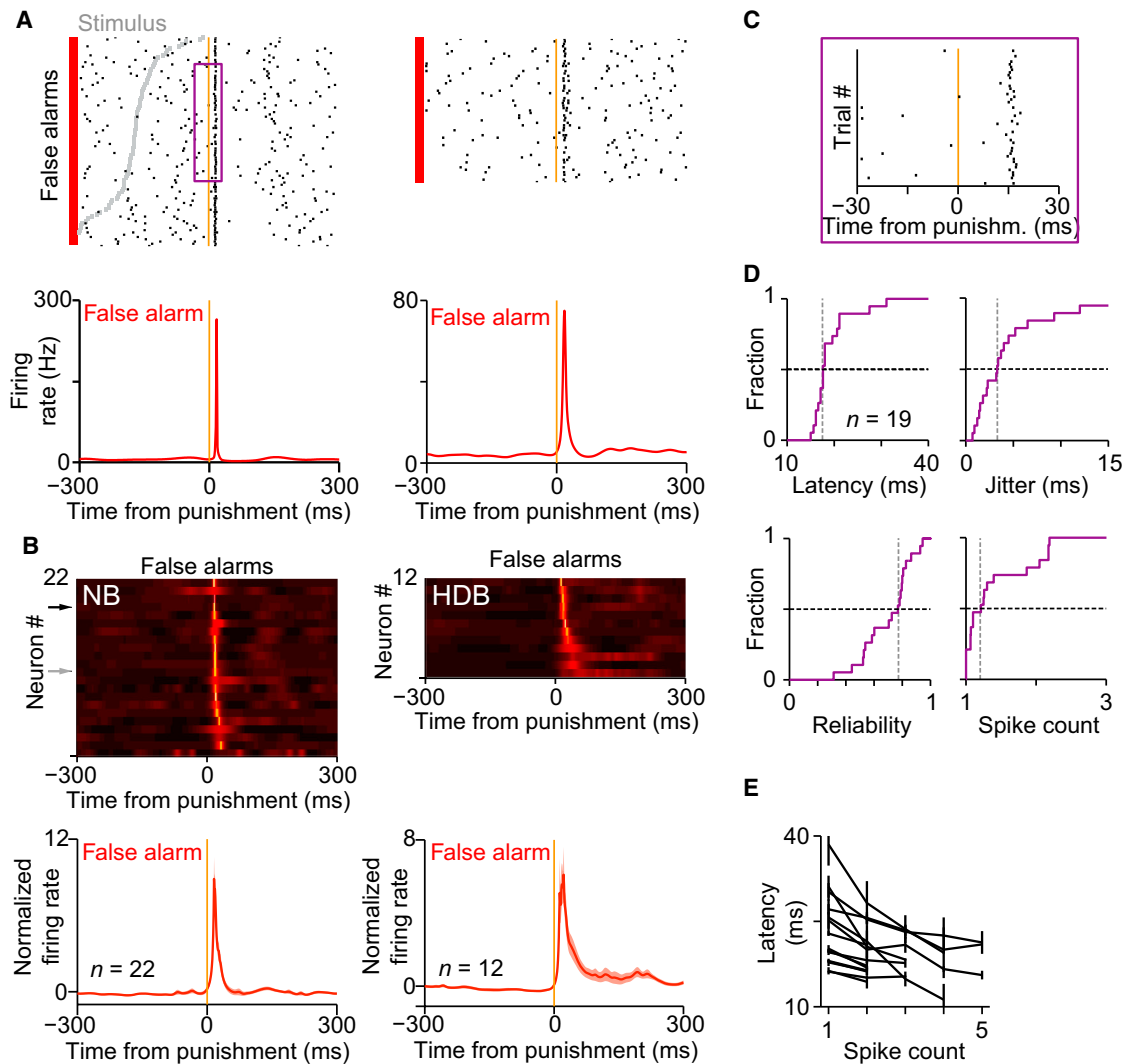 A
Stimulus
False alarms
300
False alarm
Firing
rate (Hz)
0
−300
0
300
Time from punishment (ms)
80
False alarm
0
−300
0
300
Time from punishment (ms)
B
False alarms
22
NB
Neuron #
−300
0
300
Time from punishment (ms)
False alarms
12
HDB
Neuron #
−300
0
300
Time from punishment (ms)
12
False alarm
Normalized
firing rate
n = 22
0
−300
0
300
Time from punishment (ms)
8
False alarm
Normalized
firing rate
n = 12
0
−300
0
300
Time from punishment (ms)
C
Trial #
−30
0
30
Time from punishm. (ms)
D
1
Fraction
n = 19
0
10
40
Latency (ms)
0
15
Jitter (ms)
1
Fraction
0
0
1
Reliability
1
3
Spike count
E
40
Latency
(ms)
10
1
5
Spike count